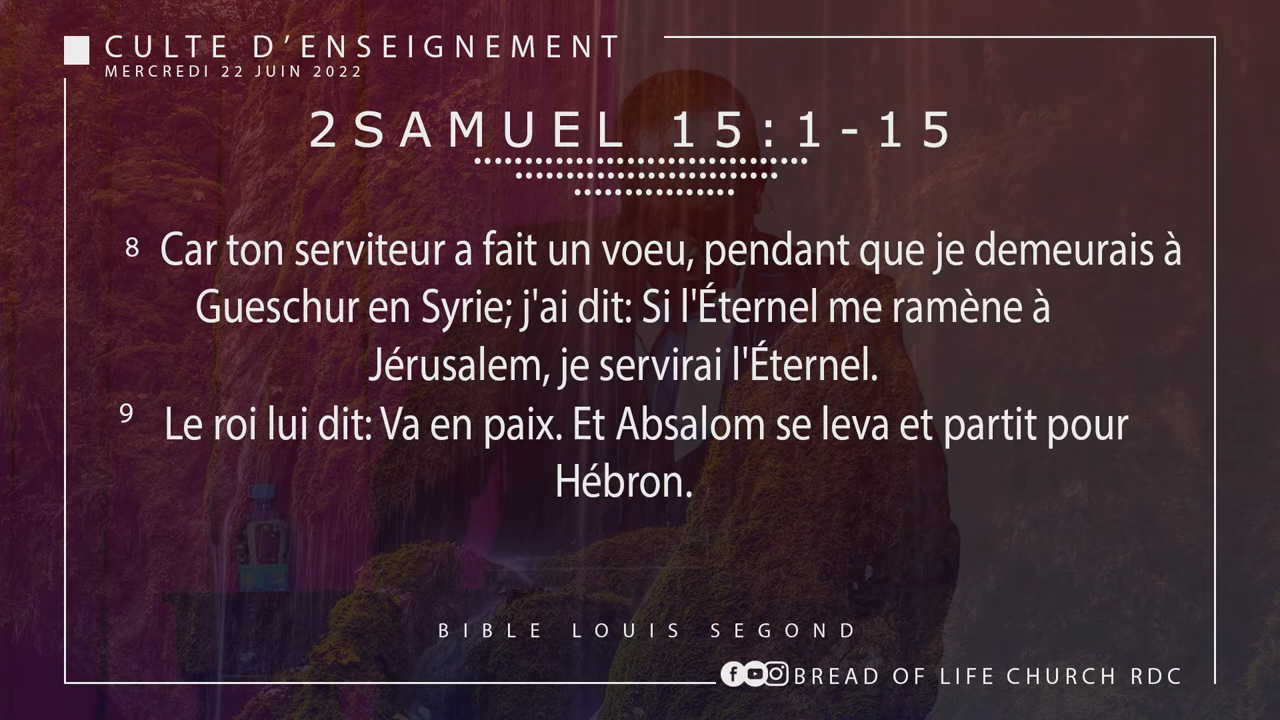 CULTE D’ENSEIGNEMENT
MERCREDI 22 JUIN 2022
2SAMUEL 15:1-15
8 Car ton serviteur a fait un voeu, pendant que je demeurais à
Gueschur en Syrie; j'ai dit: Si l'Éternel me ramène à
Jérusalem, je servirai l'Éternel.
9 Le roi lui dit: Va en paix. Et Absalom se leva et partit pour
Hébron.
BIBLE LOUIS SEGOND
BREAD OF LIFE CHURCH RDC